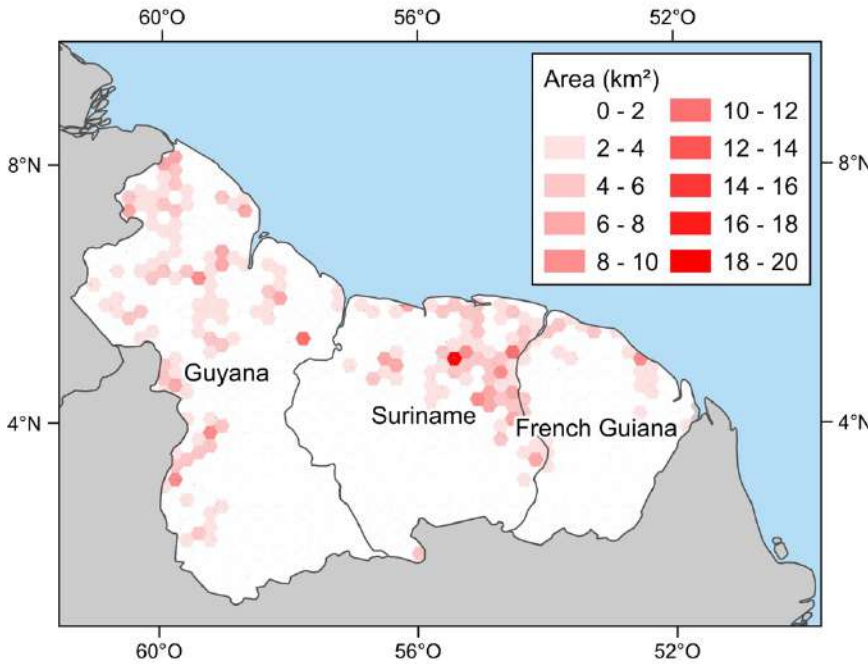 60°O 56°O 52°O
Area (km²)
0 - 2 10 - 12
2 - 4 12 - 14
4 - 6 14 - 16
6 - 8 16 - 18
8 - 10 18 - 20
8°N 8°N
Guyana
Suriname
French Guiana
4°N 4°N
60°O 56°O 52°O